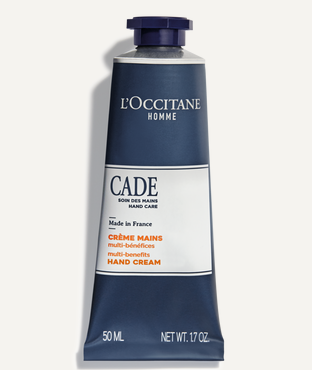 L'OCCITANE
HOMME
CADE
SOIN DES MAINS
HAND CARE
Made in France
CRÈME MAINS
multi-bénéfices
multi-benefits
HAND CREAM
50 ML NET WT. 1.7 OZ.